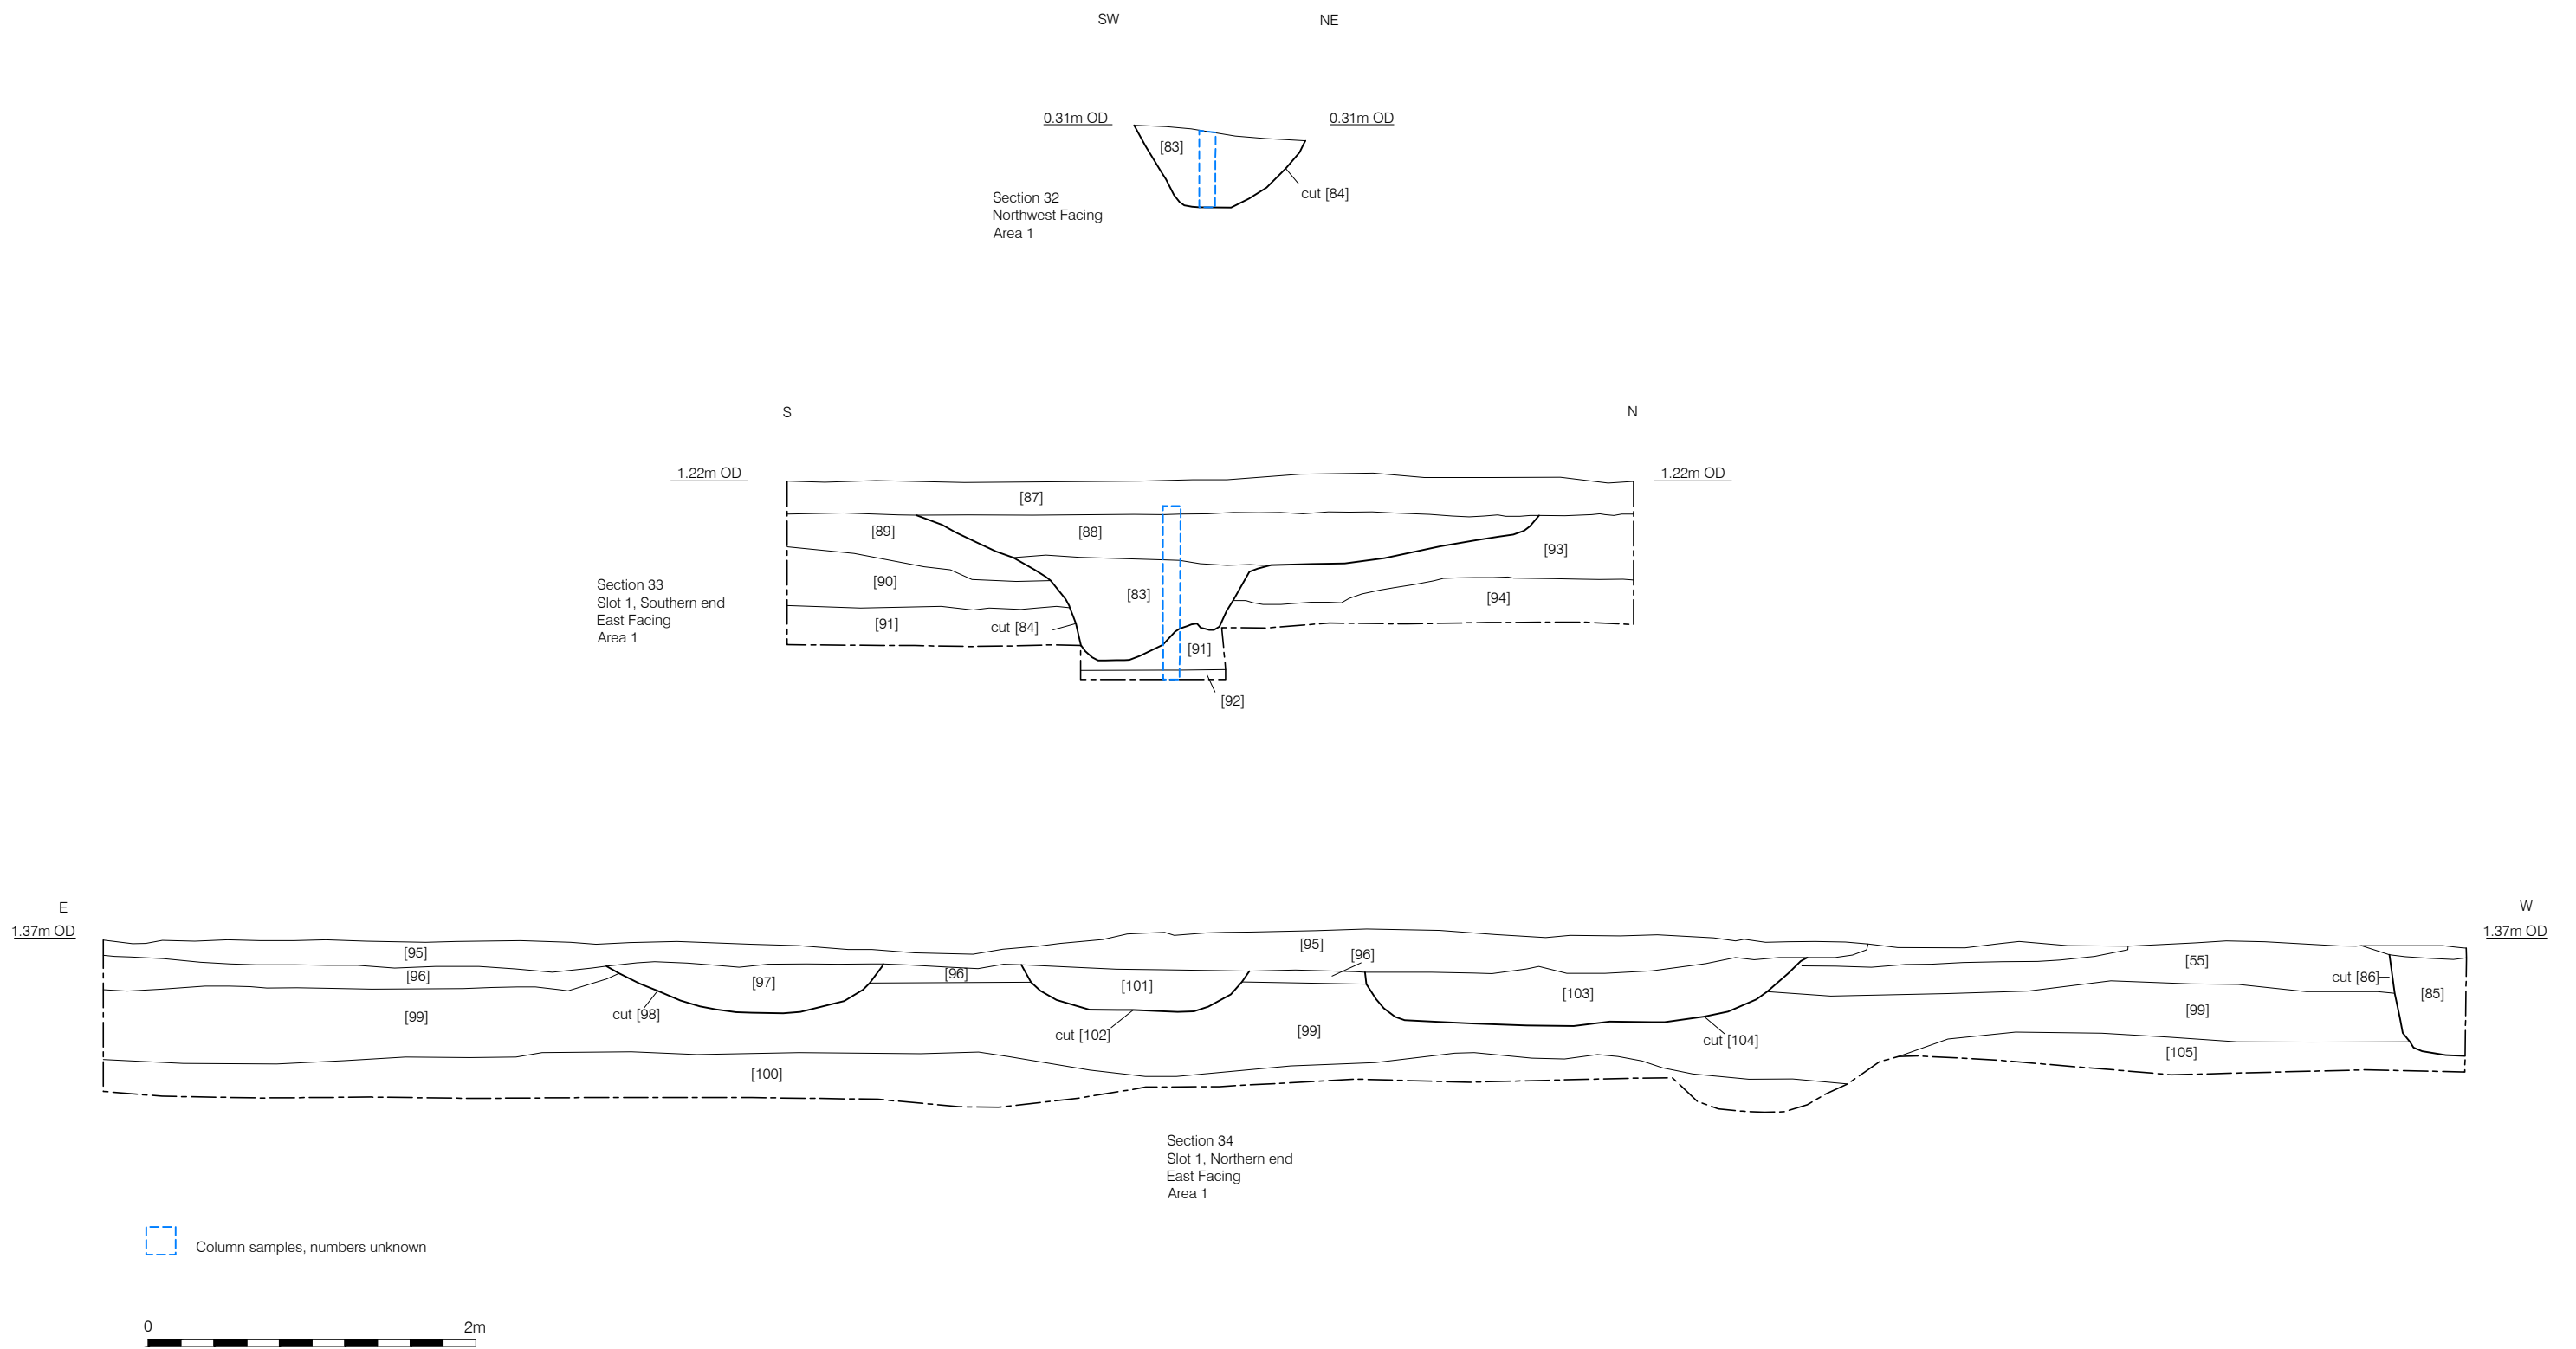 SW
NE
0.31m OD
0.31m OD
[83]
cut [84]
Section 32
Northwest Facing
Area 1
S
N
1.22m OD
1.22m OD
[87]
[89]
[88]
[93]
[90]
[83]
[94]
[91]
cut [84]
[91]
[92]
Section 33
Slot 1, Southern end
East Facing
Area 1
E
W
1.37m OD
1.37m OD
[95]
[95]
[96]
[96]
[96]
[55]
[97]
[101]
[103]
cut [86]
[85]
[99]
cut [98]
cut [102]
[99]
cut [104]
[99]
[105]
[100]
Section 34
Slot 1, Northern end
East Facing
Area 1
Column samples, numbers unknown
0
2m